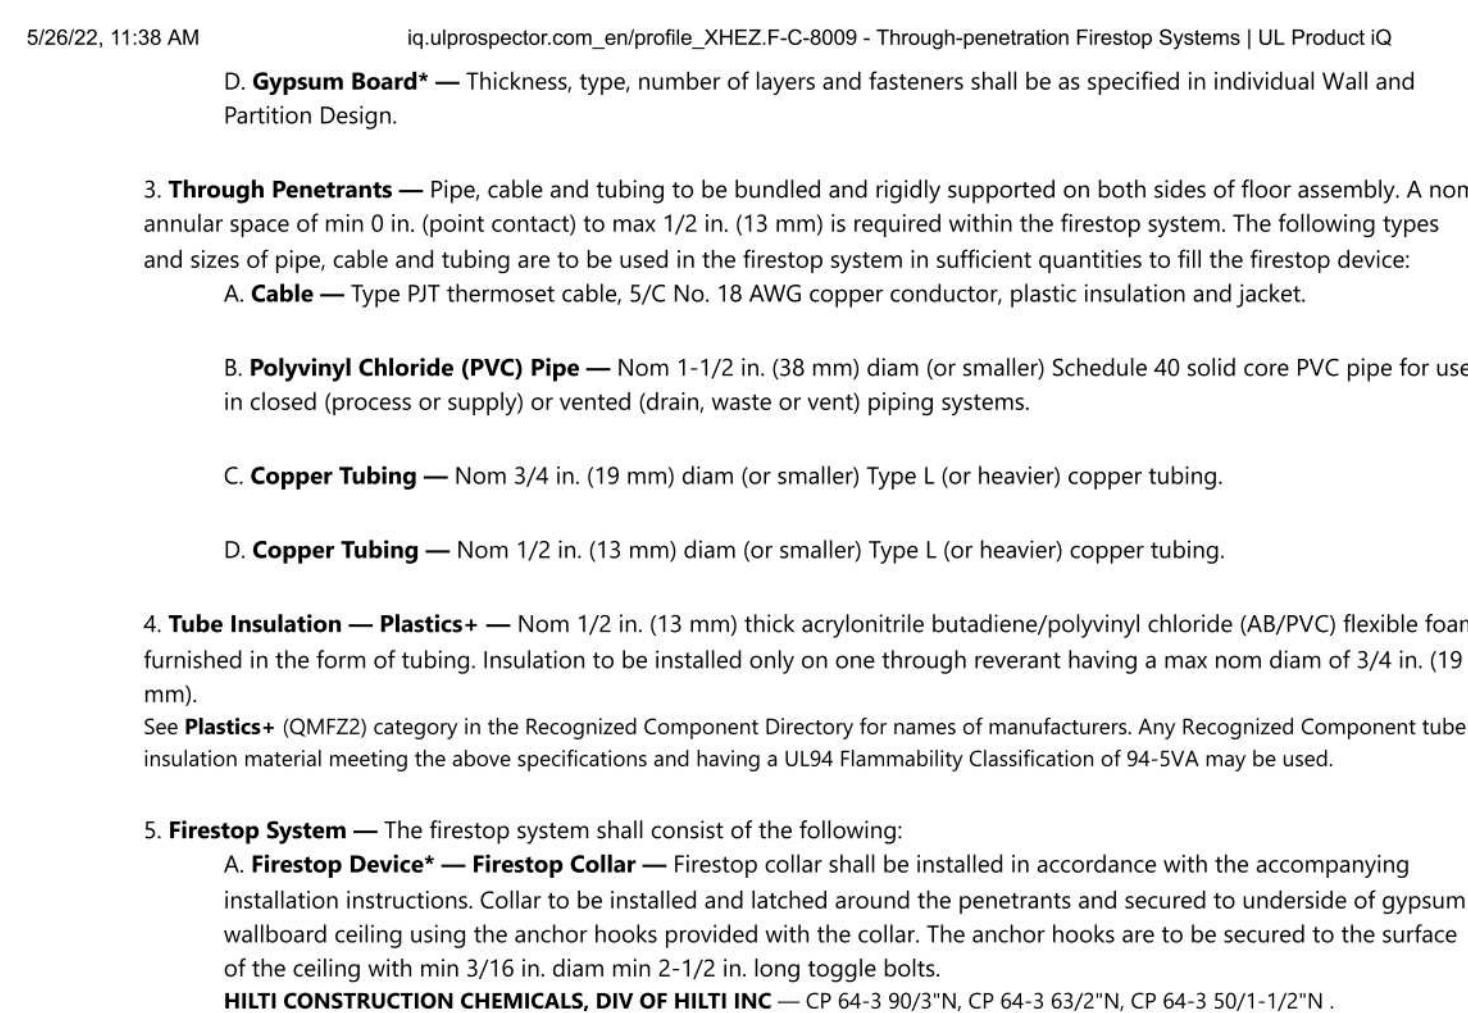 5/26/22, 11:38 AM iq.ulprospector.com_en/profile_XHEZ.F-C-8009 - Through-penetration Firestop Systems | UL Product iQ
D. Gypsum Board* — Thickness, type, number of layers and fasteners shall be as specified in individual Wall and
Partition Design.
3. Through Penetrants — Pipe, cable and tubing to be bundled and rigidly supported on both sides of floor assembly. A nom
annular space of min 0 in. (point contact) to max 1/2 in. (13 mm) is required within the firestop system. The following types
and sizes of pipe, cable and tubing are to be used in the firestop system in sufficient quantities to fill the firestop device:
A. Cable — Type PJT thermoset cable, 5/C No. 18 AWG copper conductor, plastic insulation and jacket.
B. Polyvinyl Chloride (PVC) Pipe — Nom 1-1/2 in. (38 mm) diam (or smaller) Schedule 40 solid core PVC pipe for use
in closed (process or supply) or vented (drain, waste or vent) piping systems.
C. Copper Tubing — Nom 3/4 in. (19 mm) diam (or smaller) Type L (or heavier) copper tubing.
D. Copper Tubing — Nom 1/2 in. (13 mm) diam (or smaller) Type L (or heavier) copper tubing.
4. Tube Insulation — Plastics+ — Nom 1/2 in. (13 mm) thick acrylonitrile butadiene/polyvinyl chloride (AB/PVC) flexible foam
furnished in the form of tubing. Insulation to be installed only on one through reverant having a max nom diam of 3/4 in. (19
mm).
See Plastics+ (QMFZ2) category in the Recognized Component Directory for names of manufacturers. Any Recognized Component tube
insulation material meeting the above specifications and having a UL94 Flammability Classification of 94-5VA may be used.
5. Firestop System — The firestop system shall consist of the following:
A. Firestop Device* — Firestop Collar — Firestop collar shall be installed in accordance with the accompanying
installation instructions. Collar to be installed and latched around the penetrants and secured to underside of gypsum
wallboard ceiling using the anchor hooks provided with the collar. The anchor hooks are to be secured to the surface
of the ceiling with min 3/16 in. diam min 2-1/2 in. long toggle bolts.
HILTI CONSTRUCTION CHEMICALS, DIV OF HILTI INC — CP 64-3 90/3"N, CP 64-3 63/2"N, CP 64-3 50/1-1/2"N .